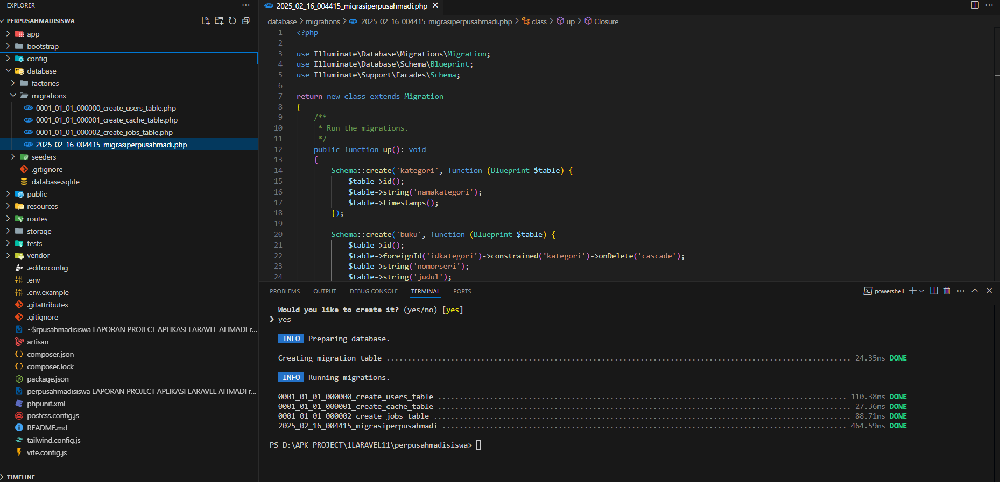 EXPLORER
PERPUSAHMADISISWA
app
bootstrap
config
database
factories
migrations
0001_01_01_000000_create_users_table.php
0001_01_01_000001_create_cache_table.php
0001_01_01_000002_create_jobs_table.php
2025_02_16_004415_migrasiperpusahmadi.php
seeders
.gitignore
database.sqlite
public
resources
routes
storage
tests
vendor
.editorconfig
.env
.env.example
.gitattributes
.gitignore
~$rpusahmadisiswa LAPORAN PROJECT APLIKASI LARAVEL AHMADI r...
artisan
composer.json
composer.lock
package.json
perpusahmadisiswa LAPORAN PROJECT APLIKASI LARAVEL AHMADI r...
phpunit.xml
postcss.config.js
README.md
tailwind.config.js
vite.config.js
TIMELINE
2025_02_16_004415_migrasiperpusahmadi.php
database > migrations > 2025_02_16_004415_migrasiperpusahmadi.php > class > up > Closure
1 <?php
2
3 use Illuminate\Database\Migrations\Migration;
4 use Illuminate\Database\Schema\Blueprint;
5 use Illuminate\Support\Facades\Schema;
6
7 return new class extends Migration
8 {
9 /**
10 * Run the migrations.
11 */
12 public function up(): void
13 {
14 Schema::create('kategori', function (Blueprint $table) {
15 $table->id();
16 $table->string('namakategori');
17 $table->timestamps();
18 });
19
20 Schema::create('buku', function (Blueprint $table) {
21 $table->id();
22 $table->foreignId('idkategori')->constrained('kategori')->onDelete('cascade');
23 $table->string('nomorseri');
24 $table->string('judul');
PROBLEMS OUTPUT DEBUG CONSOLE TERMINAL PORTS
powershell
Would you like to create it? (yes/no) [yes]
❯ yes
INFO Preparing database.
Creating migration table ............ 24.35ms DONE
INFO Running migrations.
0001_01_01_000000_create_users_table ............ 110.38ms DONE
0001_01_01_000001_create_cache_table ............ 27.36ms DONE
0001_01_01_000002_create_jobs_table ............ 88.71ms DONE
2025_02_16_004415_migrasiperpusahmadi ............ 464.59ms DONE
PS D:\APK PROJECT\1LARAVEL11\perpusahmadisiswa>